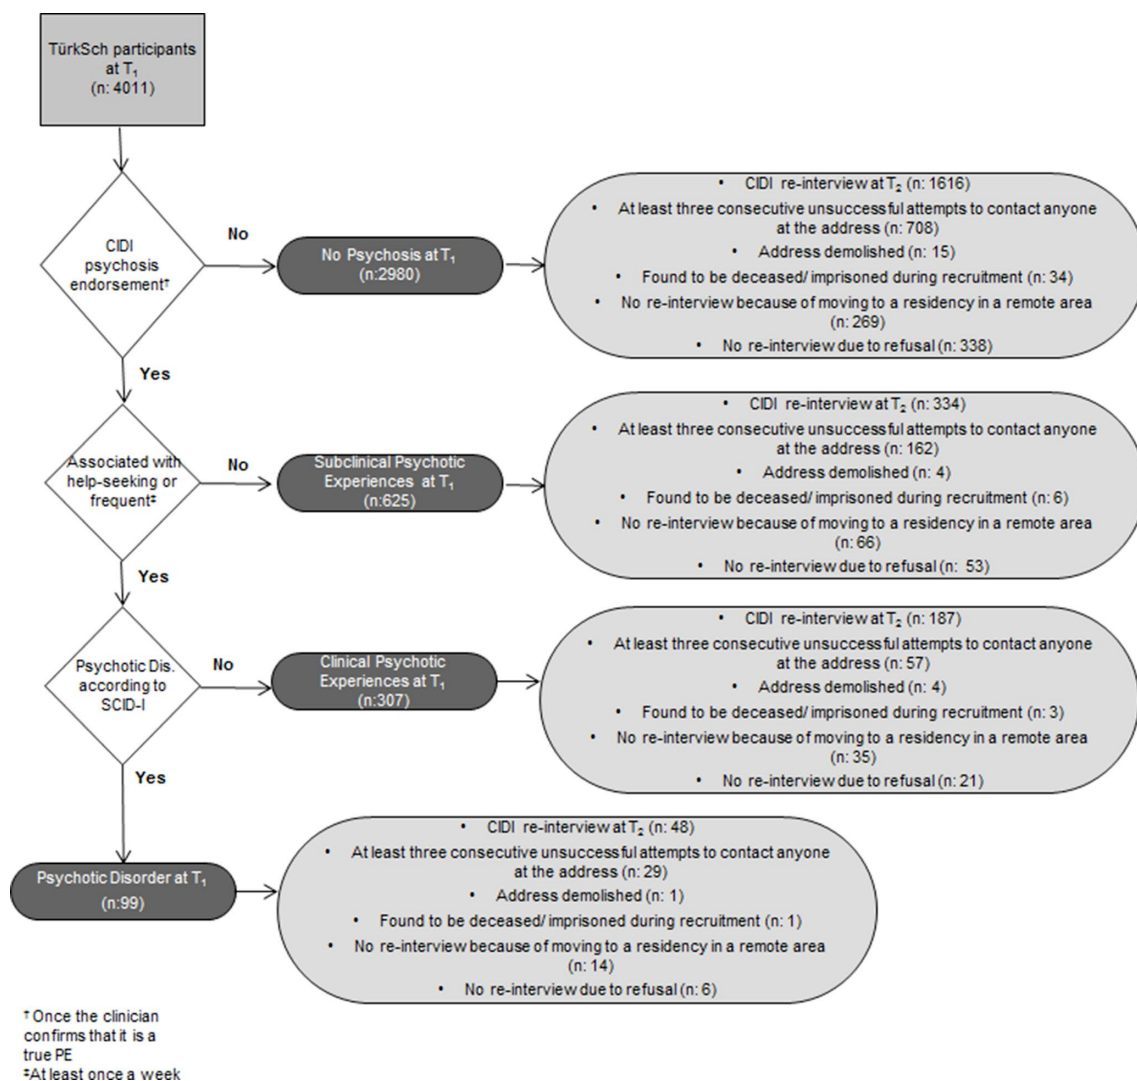 TürkSch participants
at T₁
(n: 4011)
CIDI
psychosis
endorsement†
No
No Psychosis at T₁
(n:2980)
• CIDI re-interview at T₂ (n: 1616)
• At least three consecutive unsuccessful attempts to contact anyone
at the address (n: 708)
• Address demolished (n: 15)
• Found to be deceased/ imprisoned during recruitment (n: 34)
• No re-interview because of moving to a residency in a remote area
(n: 269)
• No re-interview due to refusal (n: 338)
Yes
Associated with
help-seeking or
frequent‡
No
Subclinical Psychotic
Experiences at T₁
(n:625)
• CIDI re-interview at T₂ (n: 334)
• At least three consecutive unsuccessful attempts to contact anyone
at the address (n: 162)
• Address demolished (n: 4)
• Found to be deceased/ imprisoned during recruitment (n: 6)
• No re-interview because of moving to a residency in a remote area
(n: 66)
• No re-interview due to refusal (n: 53)
Yes
Psychotic Dis.
according to
SCID-I
No
Clinical Psychotic
Experiences at T₁
(n:307)
• CIDI re-interview at T₂ (n: 187)
• At least three consecutive unsuccessful attempts to contact anyone
at the address (n: 57)
• Address demolished (n: 4)
• Found to be deceased/ imprisoned during recruitment (n: 3)
• No re-interview because of moving to a residency in a remote area
(n: 35)
• No re-interview due to refusal (n: 21)
Yes
Psychotic Disorder at T₁
(n:99)
• CIDI re-interview at T₂ (n: 48)
• At least three consecutive unsuccessful attempts to contact anyone
at the address (n: 29)
• Address demolished (n: 1)
• Found to be deceased/ imprisoned during recruitment (n: 1)
• No re-interview because of moving to a residency in a remote area
(n: 14)
• No re-interview due to refusal (n: 6)
† Once the clinician
confirms that it is a
true PE
‡At least once a week